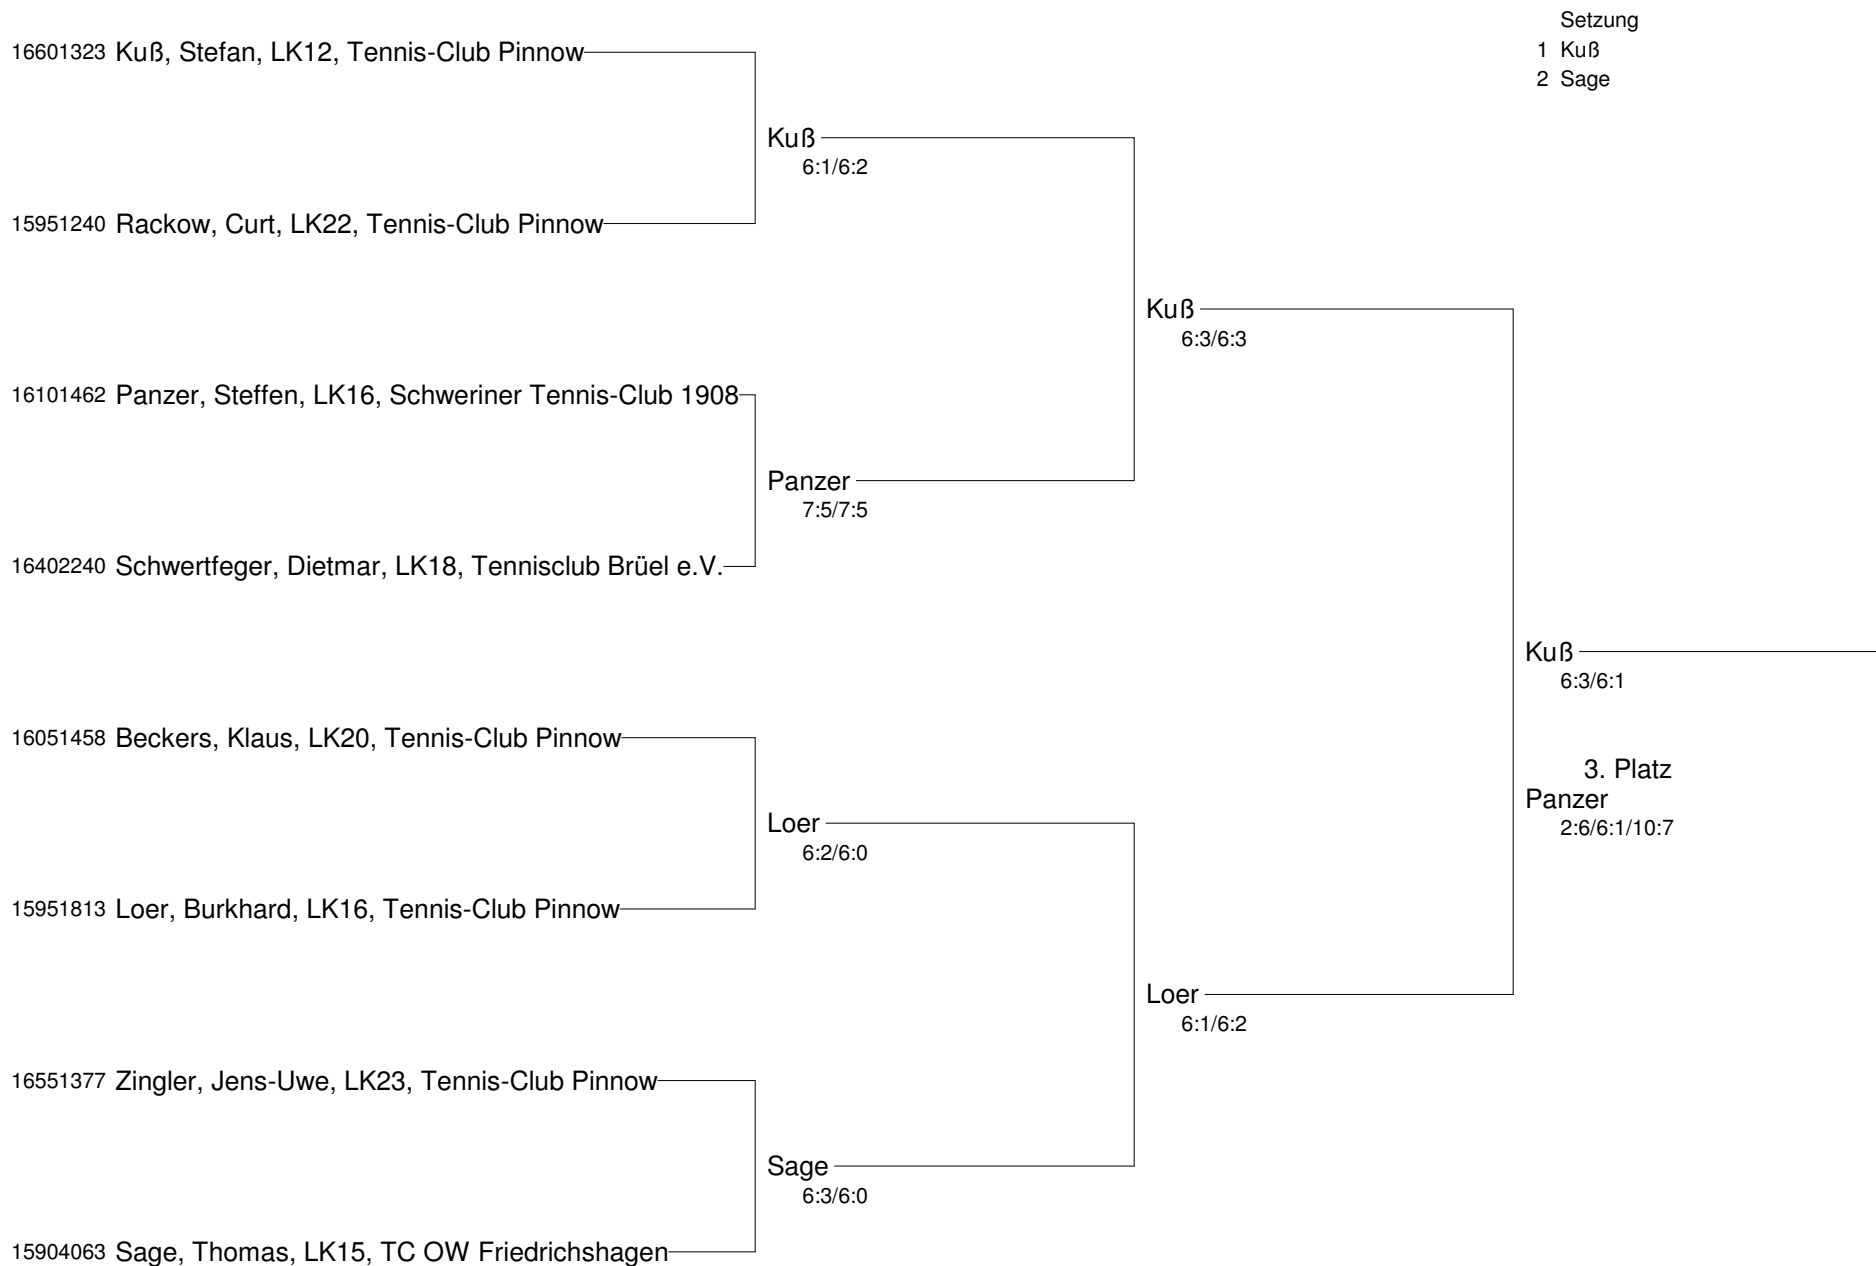 Setzung
1 Kuß
2 Sage
16601323 Kuß, Stefan, LK12, Tennis-Club Pinnow
Kuß
6:1/6:2
15951240 Rackow, Curt, LK22, Tennis-Club Pinnow
Kuß
6:3/6:3
16101462 Panzer, Steffen, LK16, Schweriner Tennis-Club 1908
Panzer
7:5/7:5
16402240 Schwertfeger, Dietmar, LK18, Tennisclub Brüel e.V.
Kuß
6:3/6:1
16051458 Beckers, Klaus, LK20, Tennis-Club Pinnow
3. Platz
Panzer
2:6/6:1/10:7
Loer
6:2/6:0
15951813 Loer, Burkhard, LK16, Tennis-Club Pinnow
Loer
6:1/6:2
16551377 Zingler, Jens-Uwe, LK23, Tennis-Club Pinnow
Sage
6:3/6:0
15904063 Sage, Thomas, LK15, TC OW Friedrichshagen